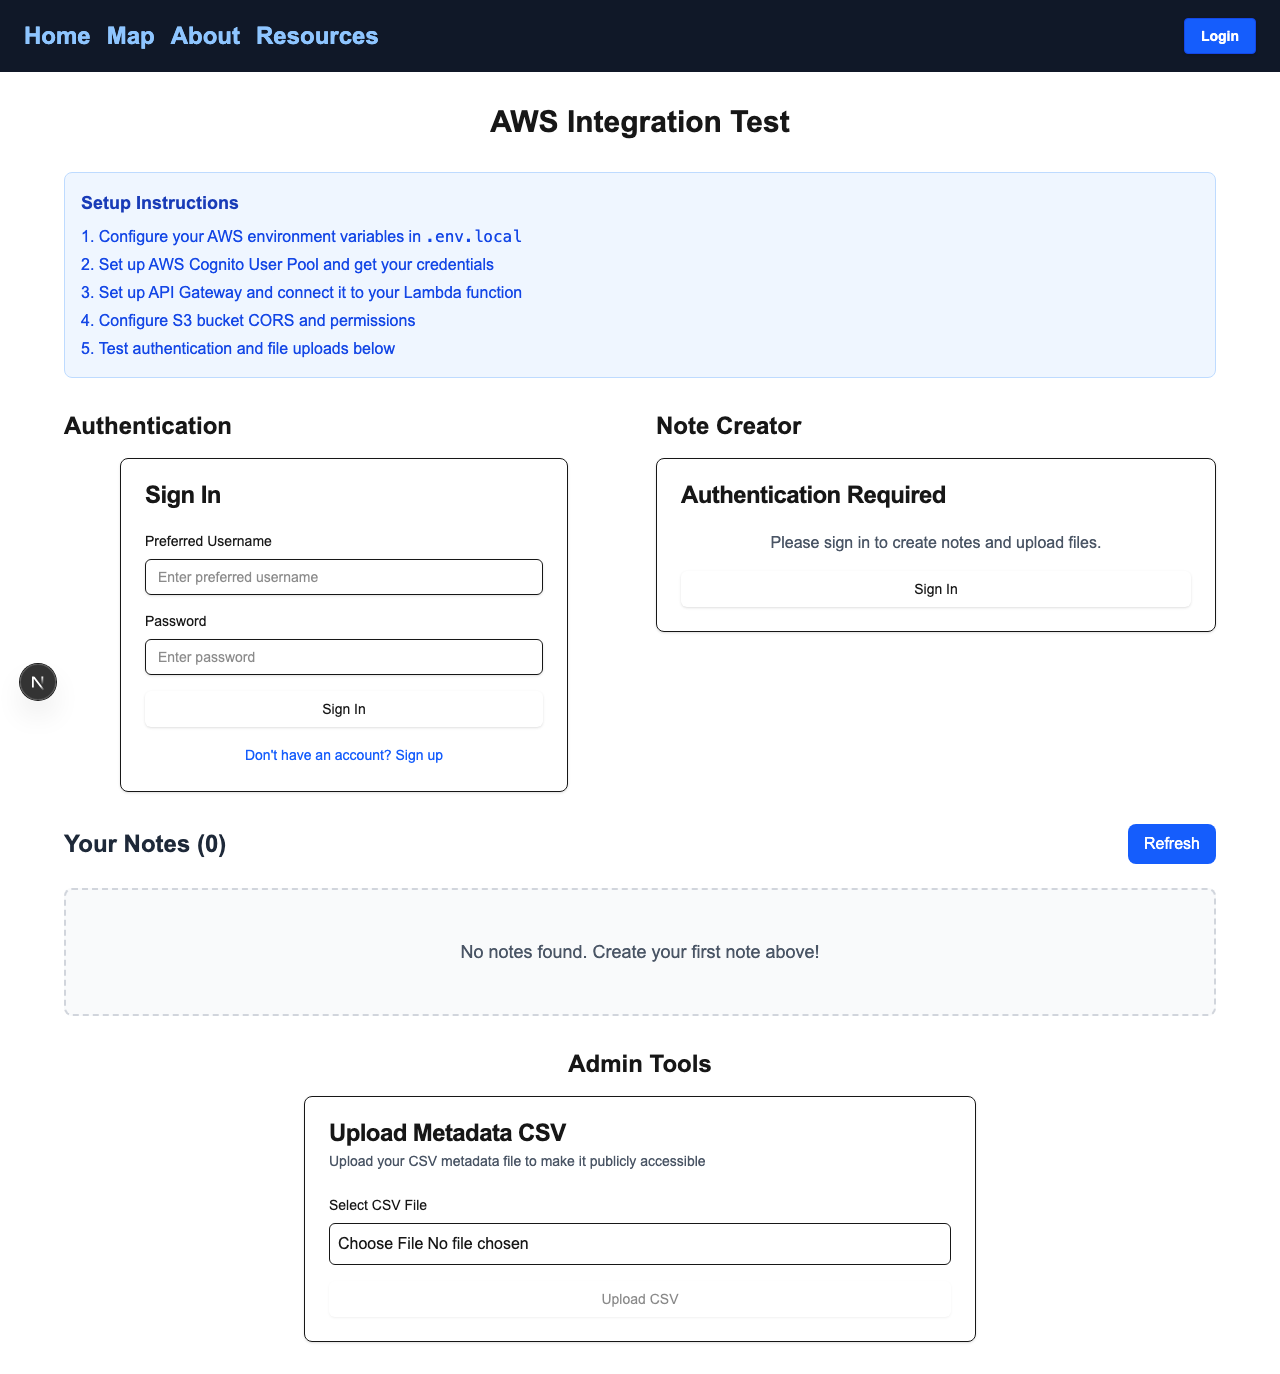 Home Map About Resources
Login
AWS Integration Test
Setup Instructions
1. Configure your AWS environment variables in .env.local
2. Set up AWS Cognito User Pool and get your credentials
3. Set up API Gateway and connect it to your Lambda function
4. Configure S3 bucket CORS and permissions
5. Test authentication and file uploads below
Authentication
Sign In
Preferred Username
Enter preferred username
Password
Enter password
Sign In
Don't have an account? Sign up
Note Creator
Authentication Required
Please sign in to create notes and upload files.
Sign In
N
Your Notes (0)
Refresh
No notes found. Create your first note above!
Admin Tools
Upload Metadata CSV
Upload your CSV metadata file to make it publicly accessible
Select CSV File
Choose File No file chosen
Upload CSV